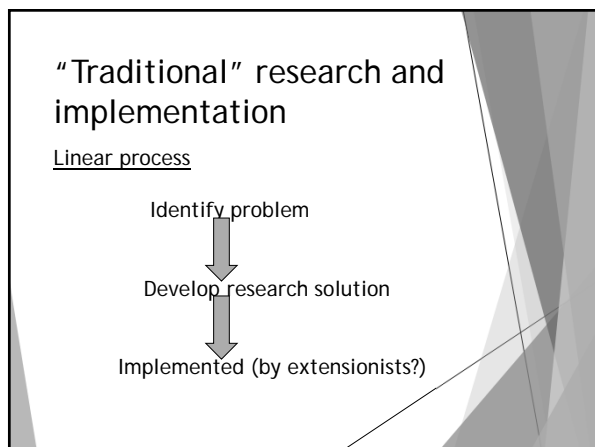 “Traditional” research and
implementation
Linear process
Identify problem
Develop research solution
Implemented (by extensionists?)